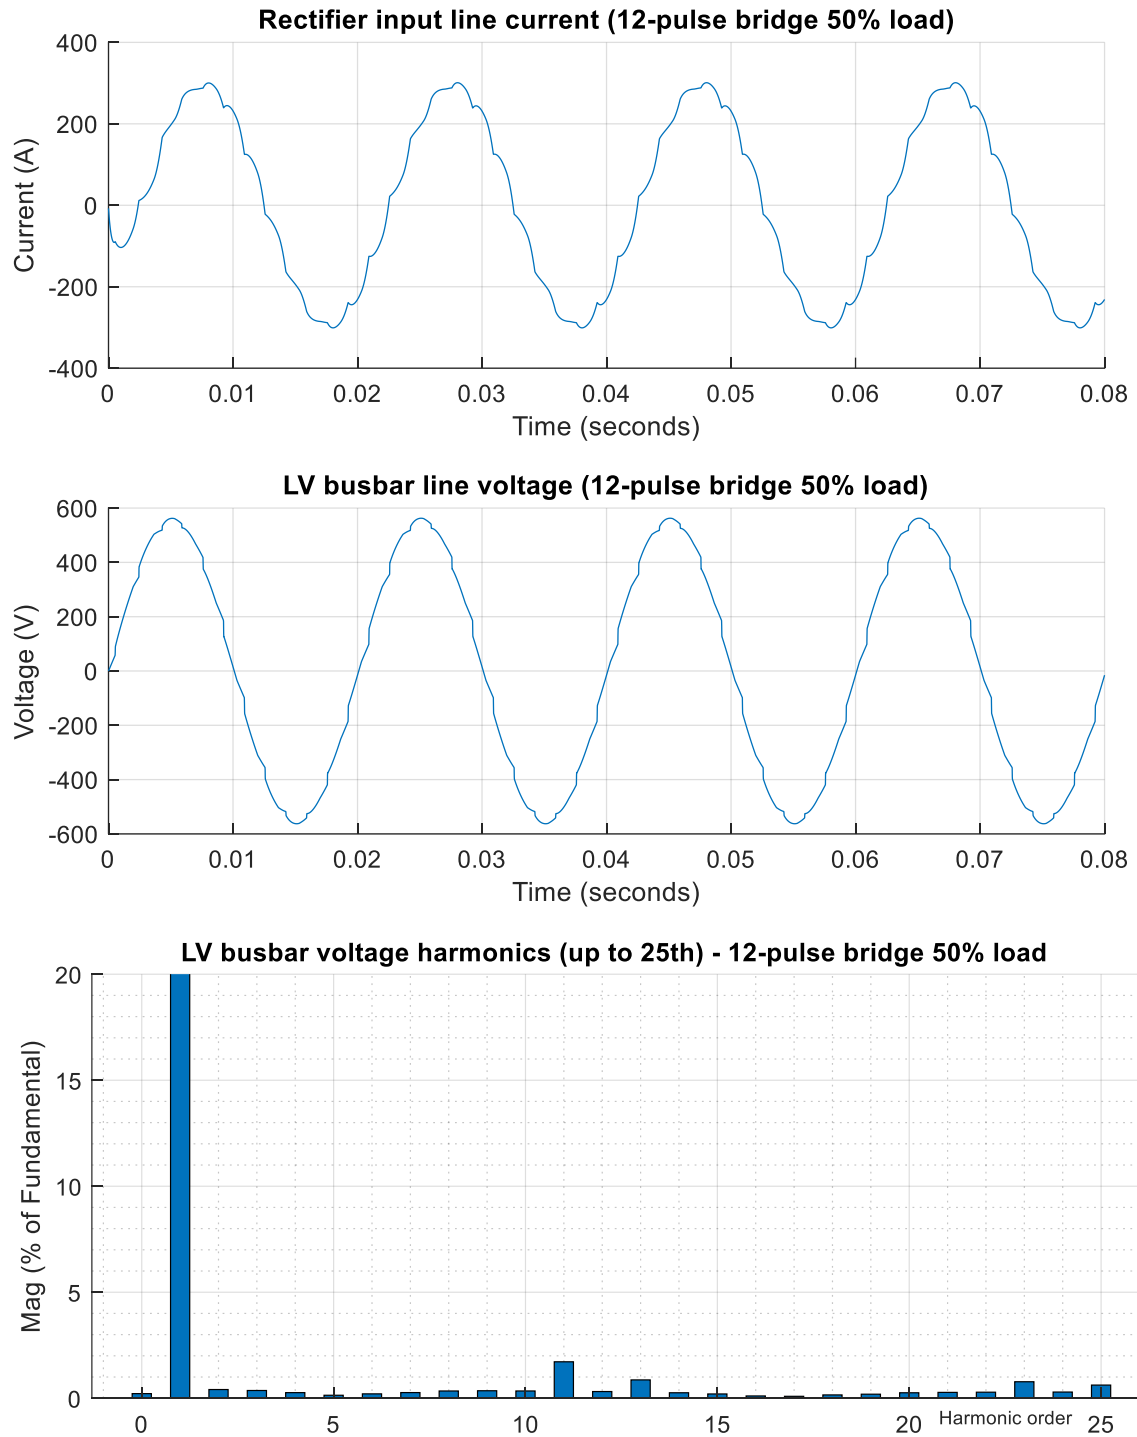 Rectifier input line current (12-pulse bridge 50% load)
400
200
0
-200
-400
Current (A)
0 0.01 0.02 0.03 0.04 0.05 0.06 0.07 0.08
Time (seconds)
LV busbar line voltage (12-pulse bridge 50% load)
600
400
200
0
-200
-400
-600
Voltage (V)
0 0.01 0.02 0.03 0.04 0.05 0.06 0.07 0.08
Time (seconds)
LV busbar voltage harmonics (up to 25th) - 12-pulse bridge 50% load
20
15
10
5
0
Mag (% of Fundamental)
0 5 10 15 20 Harmonic order 25